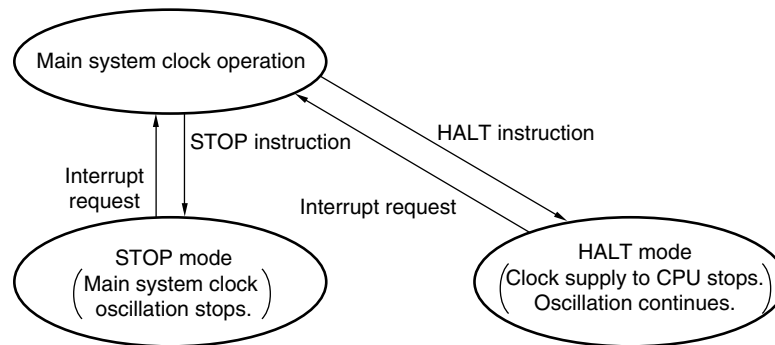 Main system clock operation
STOP instruction
HALT instruction
Interrupt
request
Interrupt request
STOP mode
(Main system clock
oscillation stops.)
HALT mode
(Clock supply to CPU stops.
Oscillation continues.)